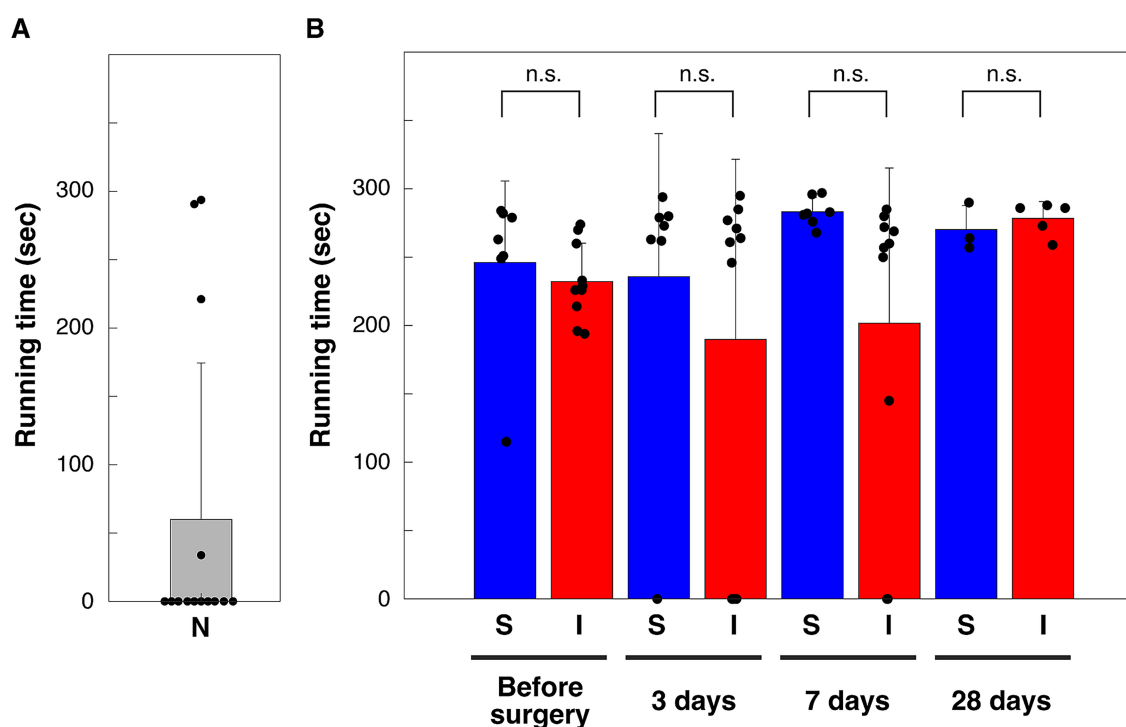 A
Running time (sec)
300
200
100
0
N
B
Running time (sec)
300
200
100
0
n.s.
n.s.
n.s.
n.s.
S I S I S I S I
Before
surgery
3 days
7 days
28 days